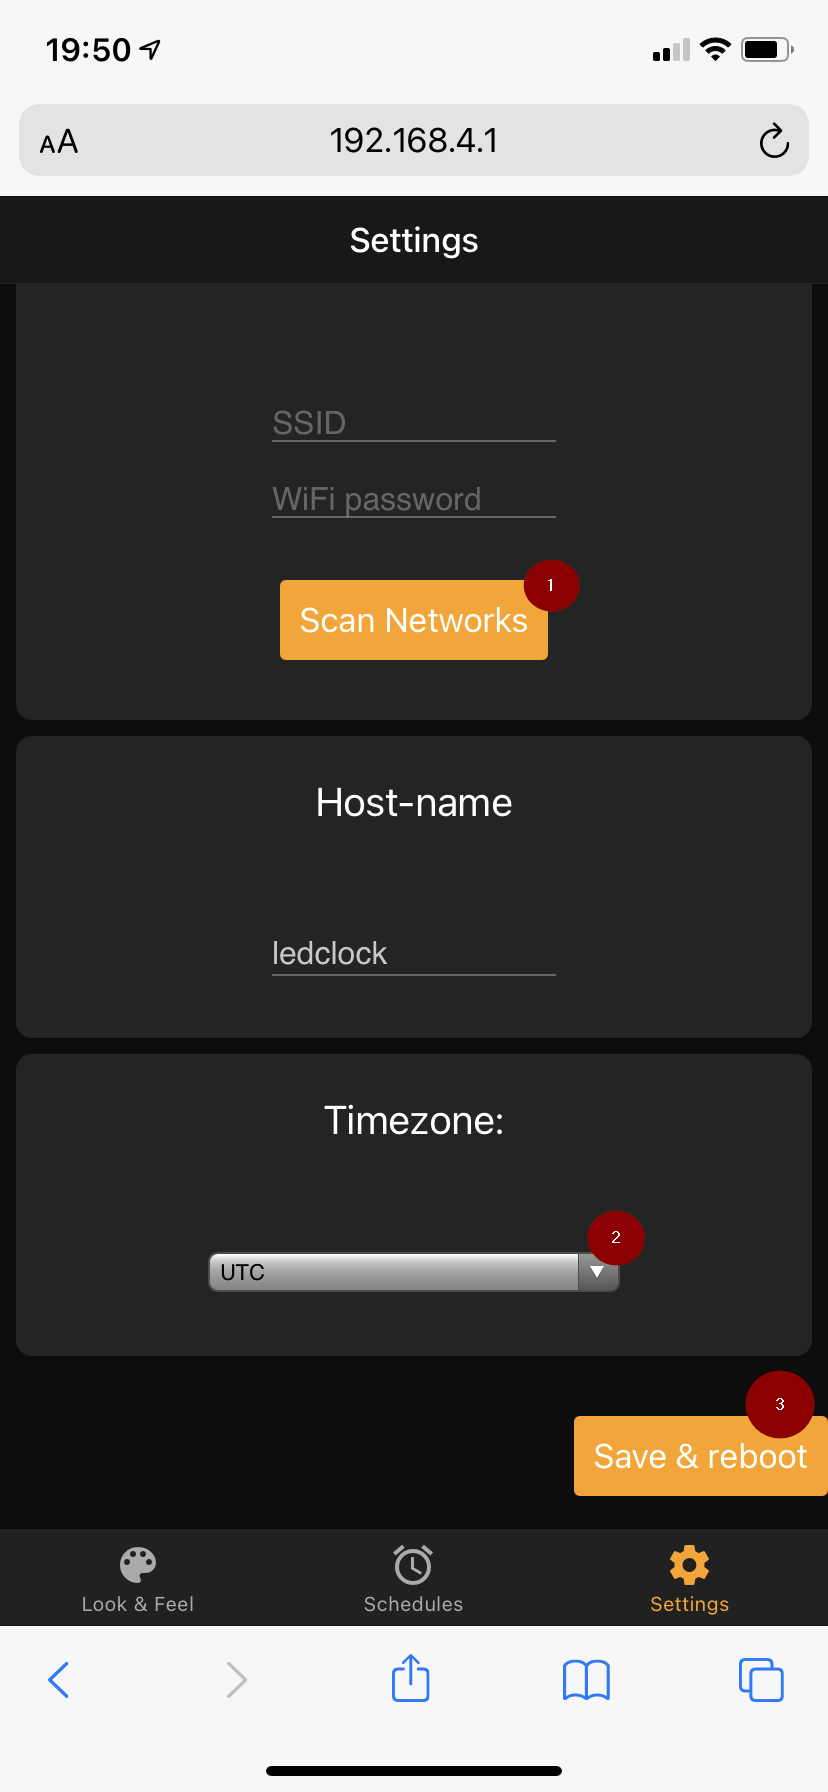 19:50
AA
192.168.4.1
Settings
SSID
WiFi password
1
Scan Networks
Host-name
ledclock
Timezone:
2
UTC
3
Save & reboot
Look & Feel
Schedules
Settings